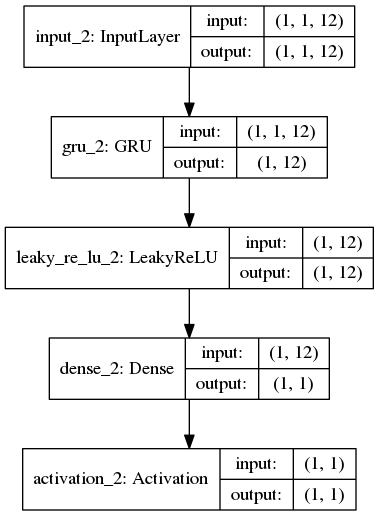 input_2: InputLayer
input:
(1, 1, 12)
output:
(1, 1, 12)
gru_2: GRU
input:
(1, 1, 12)
output:
(1, 12)
leaky_re_lu_2: LeakyReLU
input:
(1, 12)
output:
(1, 12)
dense_2: Dense
input:
(1, 12)
output:
(1, 1)
activation_2: Activation
input:
(1, 1)
output:
(1, 1)